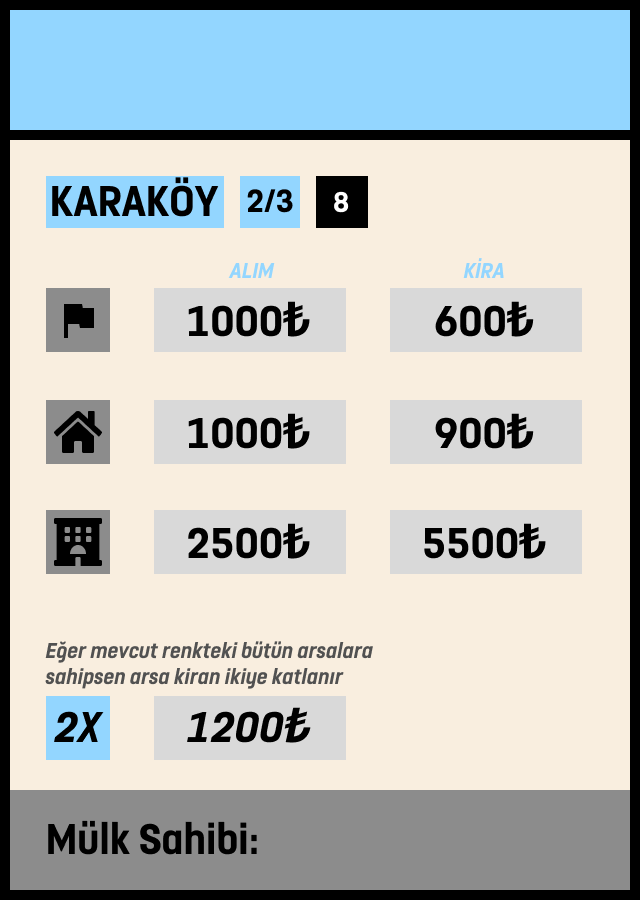 KARAKÖY 2/3 8
ALIM KİRA
1000₺ 600₺
1000₺ 900₺
2500₺ 5500₺
Eğer mevcut renkteki bütün arsalara
sahipsen arsa kiran ikiye katlanır
2X 1200₺
Mülk Sahibi: